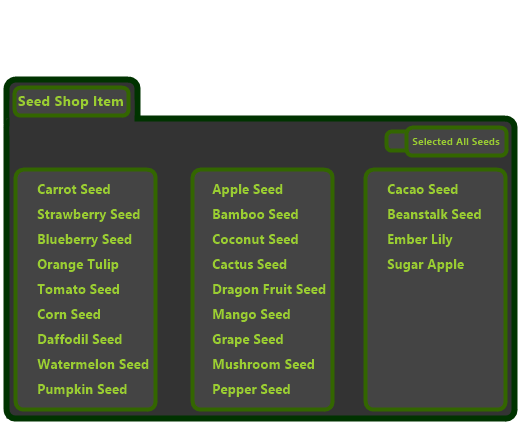 Seed Shop Item
Selected All Seeds
Carrot Seed
Strawberry Seed
Blueberry Seed
Orange Tulip
Tomato Seed
Corn Seed
Daffodil Seed
Watermelon Seed
Pumpkin Seed
Apple Seed
Bamboo Seed
Coconut Seed
Cactus Seed
Dragon Fruit Seed
Mango Seed
Grape Seed
Mushroom Seed
Pepper Seed
Cacao Seed
Beanstalk Seed
Ember Lily
Sugar Apple